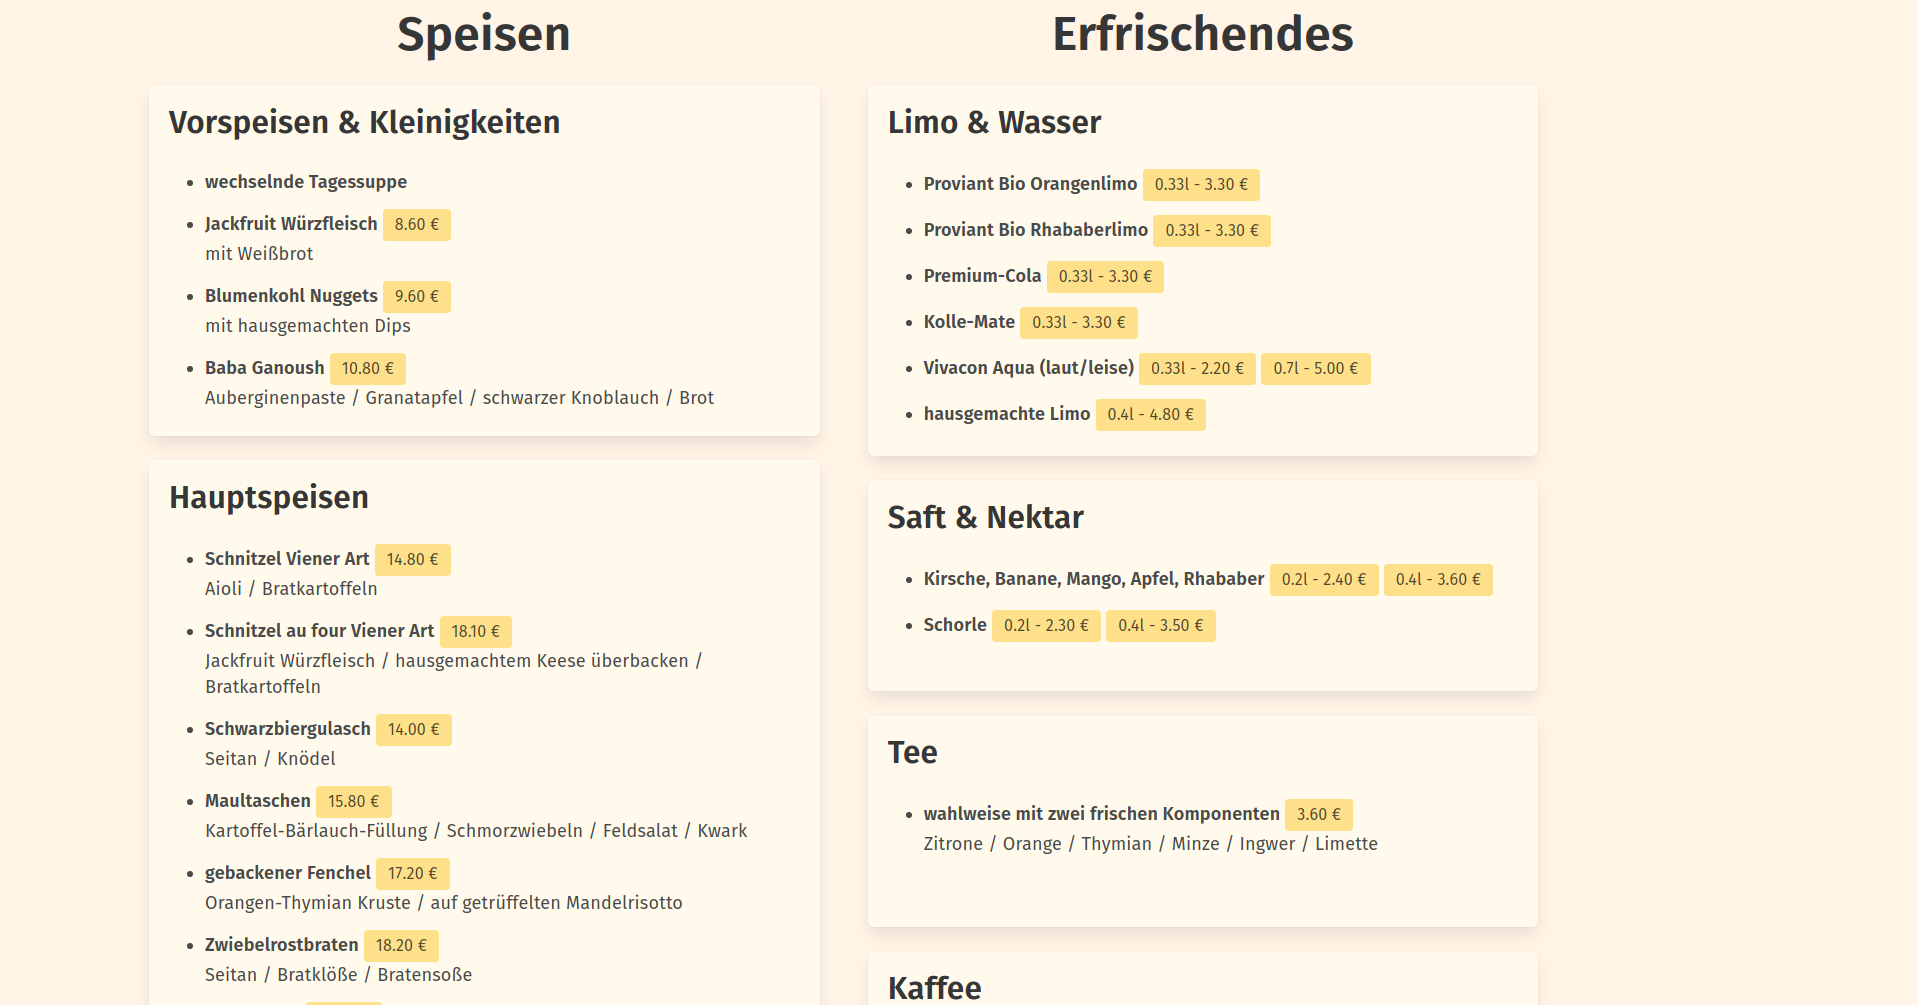 Speisen
Vorspeisen & Kleinigkeiten
wechselnde Tagessuppe
Jackfruit Würzfleisch 8.60 €
mit Weißbrot
Blumenkohl Nuggets 9.60 €
mit hausgemachten Dips
Baba Ganoush 10.80 €
Auberginenpaste / Granatapfel / schwarzer Knoblauch / Brot
Hauptspeisen
Schnitzel Viener Art 14.80 €
Aioli / Bratkartoffeln
Schnitzel au four Viener Art 18.10 €
Jackfruit Würzfleisch / hausgemachtem Keese überbacken /
Bratkartoffeln
Schwarzbiergulasch 14.00 €
Seitan / Knödel
Maultaschen 15.80 €
Kartoffel-Bärlauch-Füllung / Schmorzwiebeln / Feldsalat / Kwark
gebackener Fenchel 17.20 €
Orangen-Thymian Kruste / auf getrüffelten Mandelrisotto
Zwiebelrostbraten 18.20 €
Seitan / Bratklöße / Bratensoße
Erfrischendes
Limo & Wasser
Proviant Bio Orangenlimo 0.33l - 3.30 €
Proviant Bio Rhababerlimo 0.33l - 3.30 €
Premium-Cola 0.33l - 3.30 €
Kolle-Mate 0.33l - 3.30 €
Vivacon Aqua (laut/leise) 0.33l - 2.20 € 0.7l - 5.00 €
hausgemachte Limo 0.4l - 4.80 €
Saft & Nektar
Kirsche, Banane, Mango, Apfel, Rhababer 0.2l - 2.40 € 0.4l - 3.60 €
Schorle 0.2l - 2.30 € 0.4l - 3.50 €
Tee
wahlweise mit zwei frischen Komponenten 3.60 €
Zitrone / Orange / Thymian / Minze / Ingwer / Limette
Kaffee